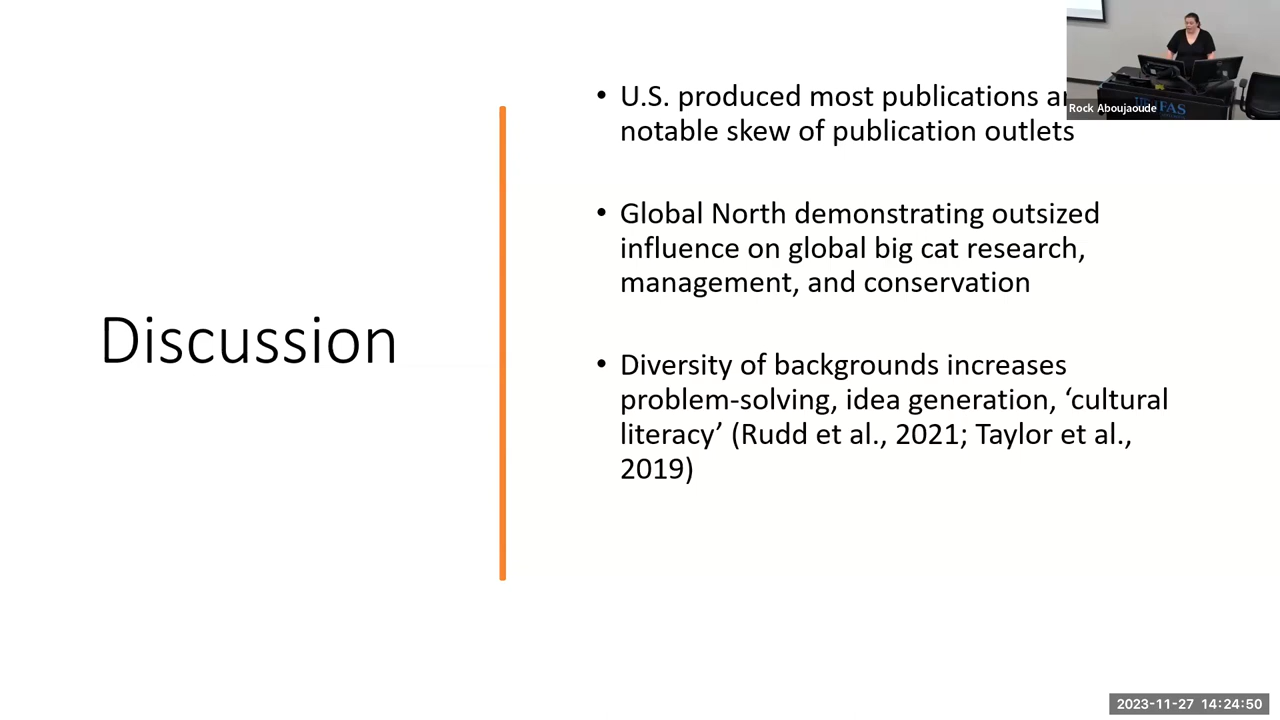 • U.S. produced most publications
notable skew of publication outlets
• Global North demonstrating outsized
influence on global big cat research,
management, and conservation
Discussion
• Diversity of backgrounds increases
problem-solving, idea generation, ‘cultural
literacy’ (Rudd et al., 2021; Taylor et al.,
2019)
Rock Aboujaoude
2023-11-27 14:24:50